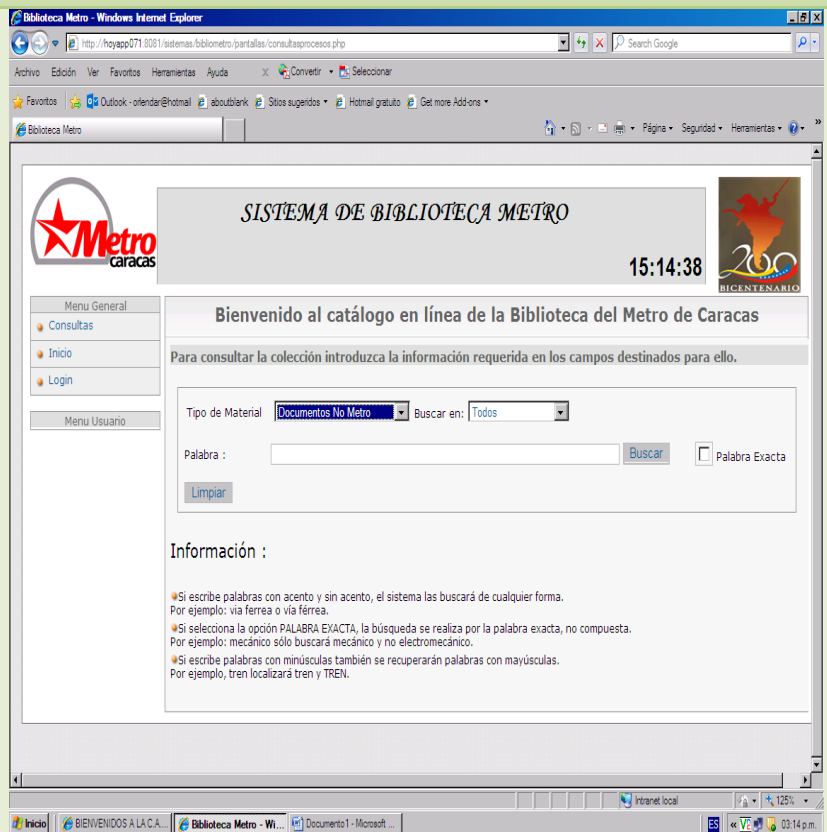 Biblioteca Metro - Windows Internet Explorer
http://hoyapp071:8081/sistemas/bibliometro/pantallas/consultasprocesos.php
Search Google
Archivo Edición Ver Favoritos Herramientas Ayuda x Convertir Seleccionar
Favoritos Outlook - orlendar@hotmail aboutblank Sitios sugeridos Hotmail gratuito Get more Add-ons
Biblioteca Metro
Página Seguridad Herramientas
Metro
caracas
SISTEMA DE BIBLIOTECA METRO
15:14:38
200
BICENTENARIO
Menu General
Consultas
Inicio
Login
Menu Usuario
Bienvenido al catálogo en línea de la Biblioteca del Metro de Caracas
Para consultar la colección introduzca la información requerida en los campos destinados para ello.
Tipo de Material Documentos No Metro Buscar en: Todos
Palabra : Buscar Palabra Exacta
Limpiar
Información :
Si escribe palabras con acento y sin acento, el sistema las buscará de cualquier forma.
Por ejemplo: via ferrea o vía férrea.
Si selecciona la opción PALABRA EXACTA, la búsqueda se realiza por la palabra exacta, no compuesta.
Por ejemplo: mecánico sólo buscará mecánico y no electromecánico.
Si escribe palabras con minúsculas también se recuperarán palabras con mayúsculas.
Por ejemplo, tren localizará tren y TREN.
Intranet local 125%
Inicio BIENVENIDOS A LA C.A.... Biblioteca Metro - Wi... Documento1 - Microsoft ... ES « 03:14 p.m.